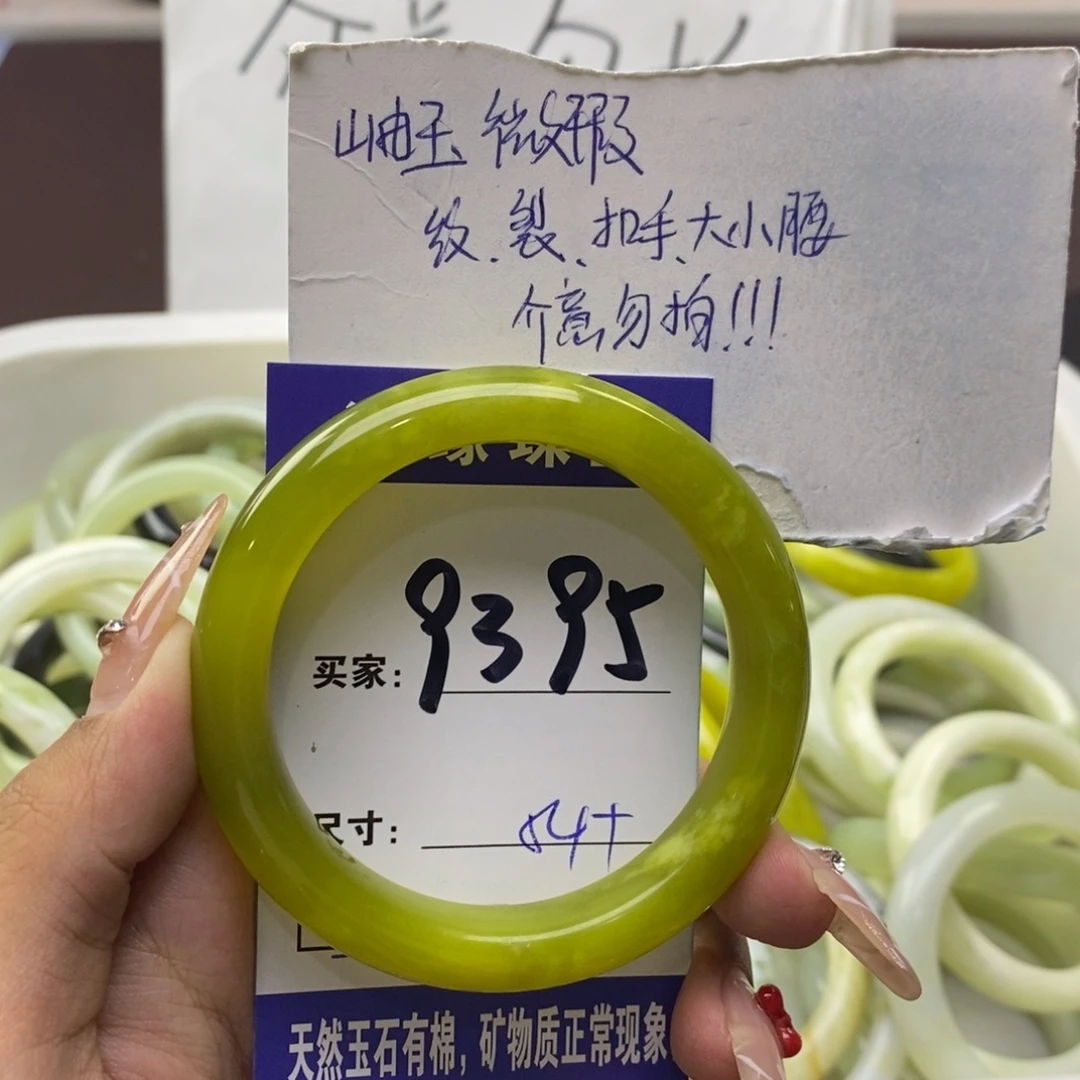 岫玉 微瑕
纹.裂、扣手、大小腰
介意勿拍!!!
买家: 9395
尺寸: 54+
天然玉石有棉,矿物质正常现象